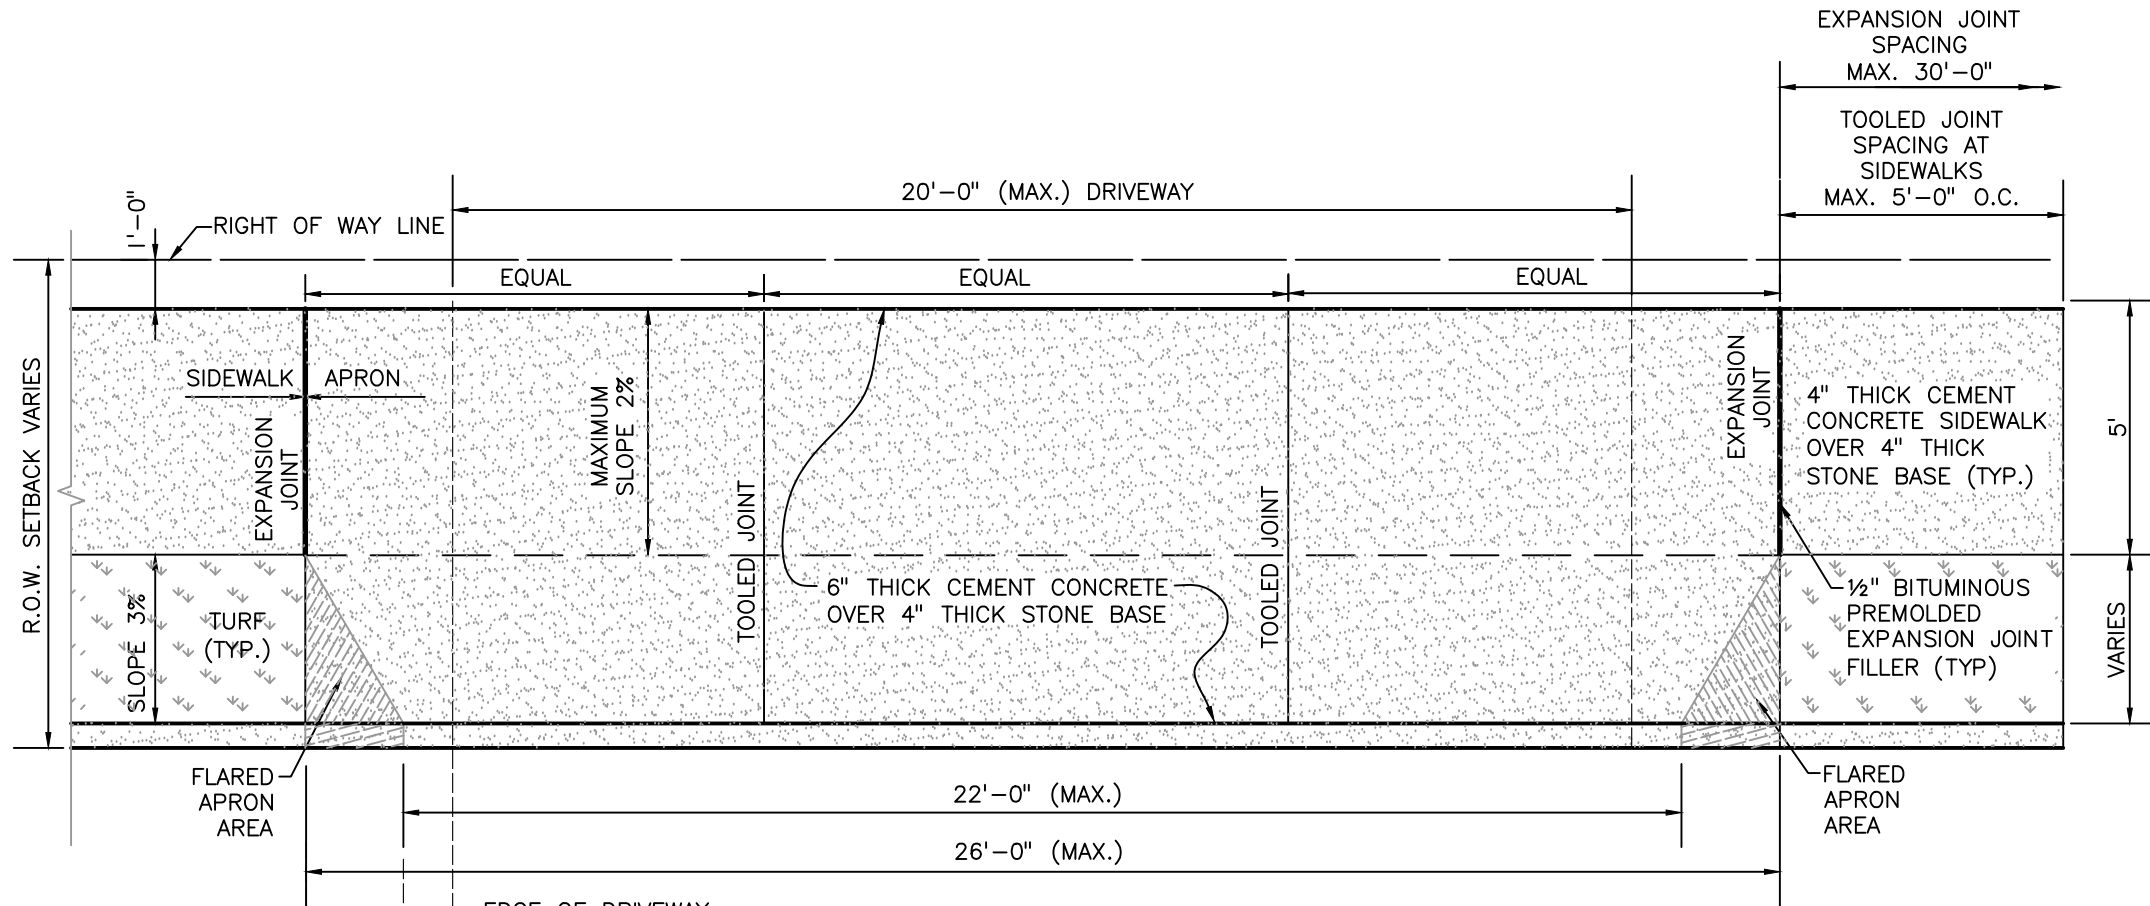 EXPANSION JOINT
SPACING
MAX. 30'-0"
TOOLED JOINT
SPACING AT
SIDEWALKS
MAX. 5'-0" O.C.
20'-0" (MAX.) DRIVEWAY
1'-0"
RIGHT OF WAY LINE
EQUAL
EQUAL
EQUAL
R.O.W. SETBACK VARIES
SIDEWALK
APRON
EXPANSION
JOINT
MAXIMUM
SLOPE 2%
TOOLED JOINT
TOOLED JOINT
EXPANSION
JOINT
4" THICK CEMENT
CONCRETE SIDEWALK
OVER 4" THICK
STONE BASE (TYP.)
5'
SLOPE 3%
TURF
(TYP.)
6" THICK CEMENT CONCRETE
OVER 4" THICK STONE BASE
½" BITUMINOUS
PREMOLDED
EXPANSION JOINT
FILLER (TYP)
VARIES
FLARED
APRON
AREA
22'-0" (MAX.)
FLARED
APRON
AREA
26'-0" (MAX.)
EDGE OF DRIVEWAY